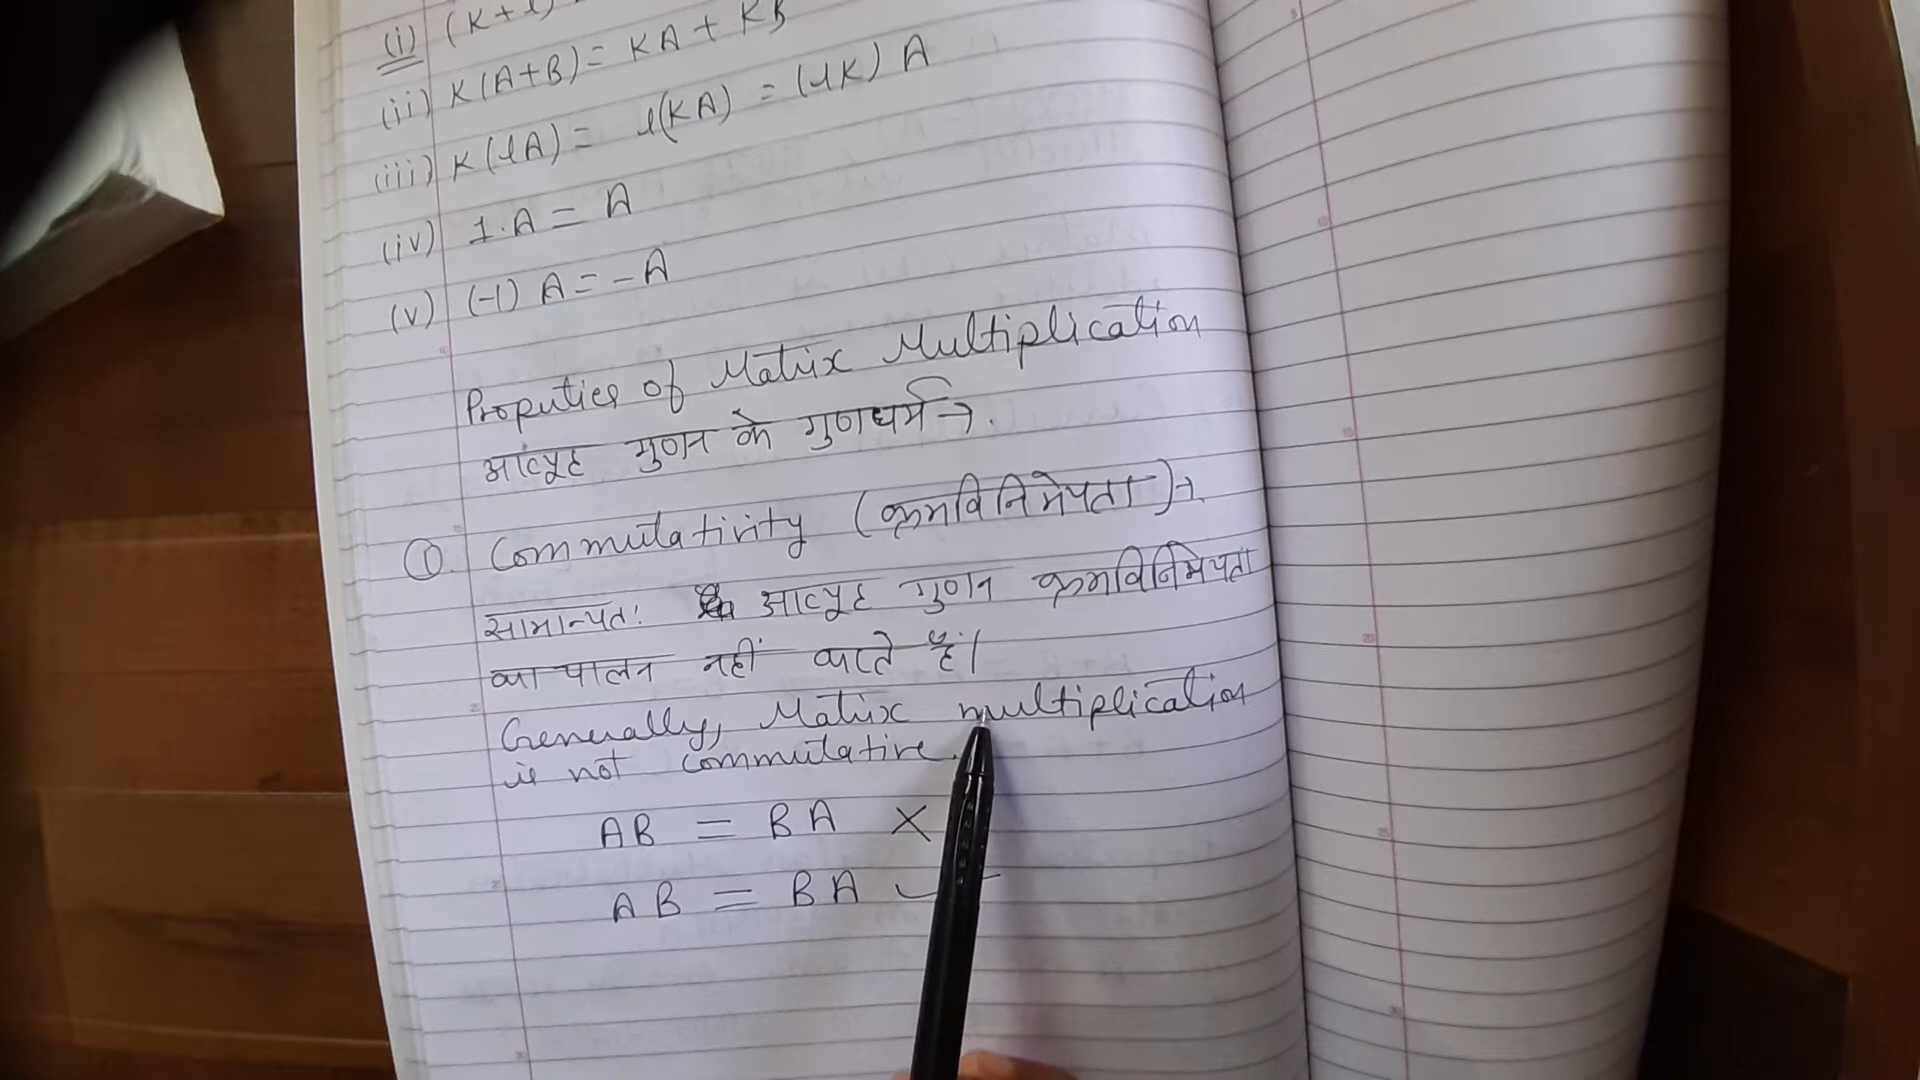 (i) (K+l)
(ii) K(A+B) = KA + KB
(iii) K(lA) = l(KA) = (lK) A
(iv) 1.A = A
(v) (-1) A = -A
Properties of Matrix Multiplication
आव्यूह गुणन के गुणधर्म →.
① Commutativity (क्रमविनिमेयता) →.
सामान्यतः आव्यूह गुणन क्रमविनिमेयता
का पालन नहीं करते हैं।
Generally, Matrix multiplication
is not commutative.
AB = BA ×
AB = BA